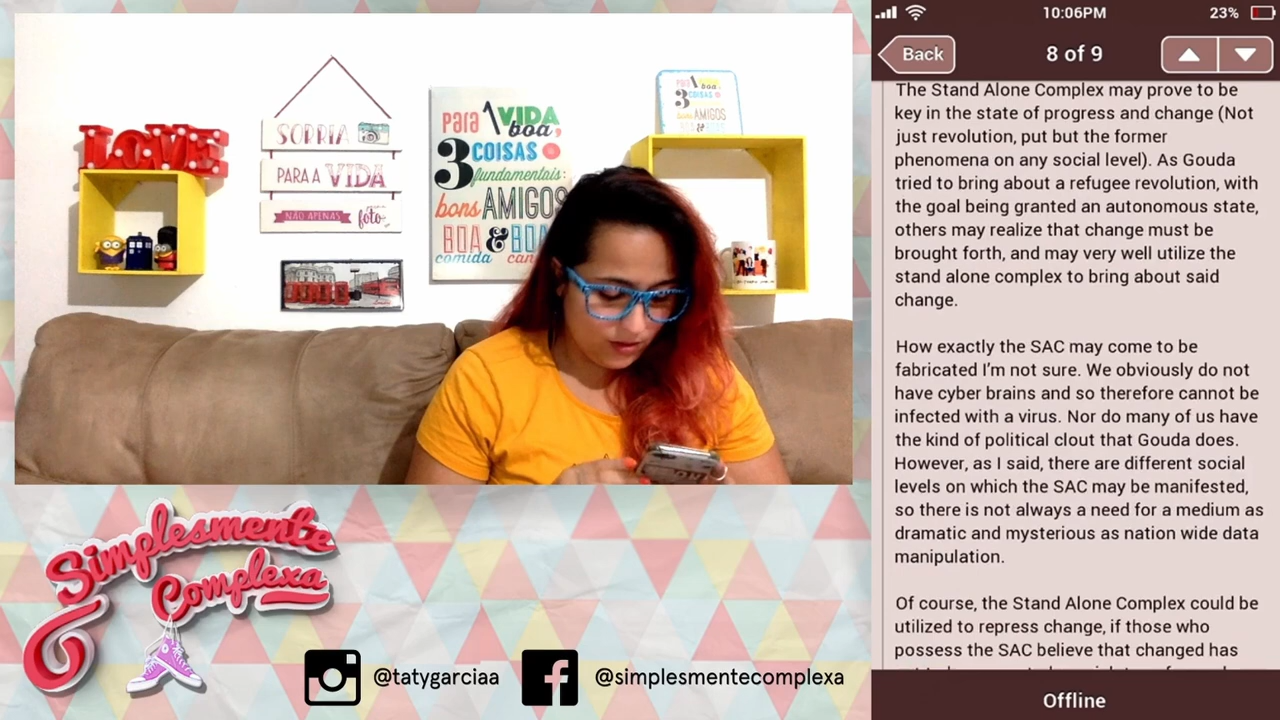 LOVE
SORRIA
PARA A VIDA
NÃO APENAS foto
para 1 VIDA
boa,
3 COISAS
fundamentais:
bons AMIGOS
BOA & BOA
comida
3
Simplesmente
Complexa
@tatygarciaa
@simplesmentecomplexa
10:06PM
23%
Back
8 of 9
The Stand Alone Complex may prove to be
key in the state of progress and change (Not
just revolution, put but the former
phenomena on any social level). As Gouda
tried to bring about a refugee revolution, with
the goal being granted an autonomous state,
others may realize that change must be
brought forth, and may very well utilize the
stand alone complex to bring about said
change.
How exactly the SAC may come to be
fabricated I'm not sure. We obviously do not
have cyber brains and so therefore cannot be
infected with a virus. Nor do many of us have
the kind of political clout that Gouda does.
However, as I said, there are different social
levels on which the SAC may be manifested,
so there is not always a need for a medium as
dramatic and mysterious as nation wide data
manipulation.
Of course, the Stand Alone Complex could be
utilized to repress change, if those who
possess the SAC believe that changed has
Offline